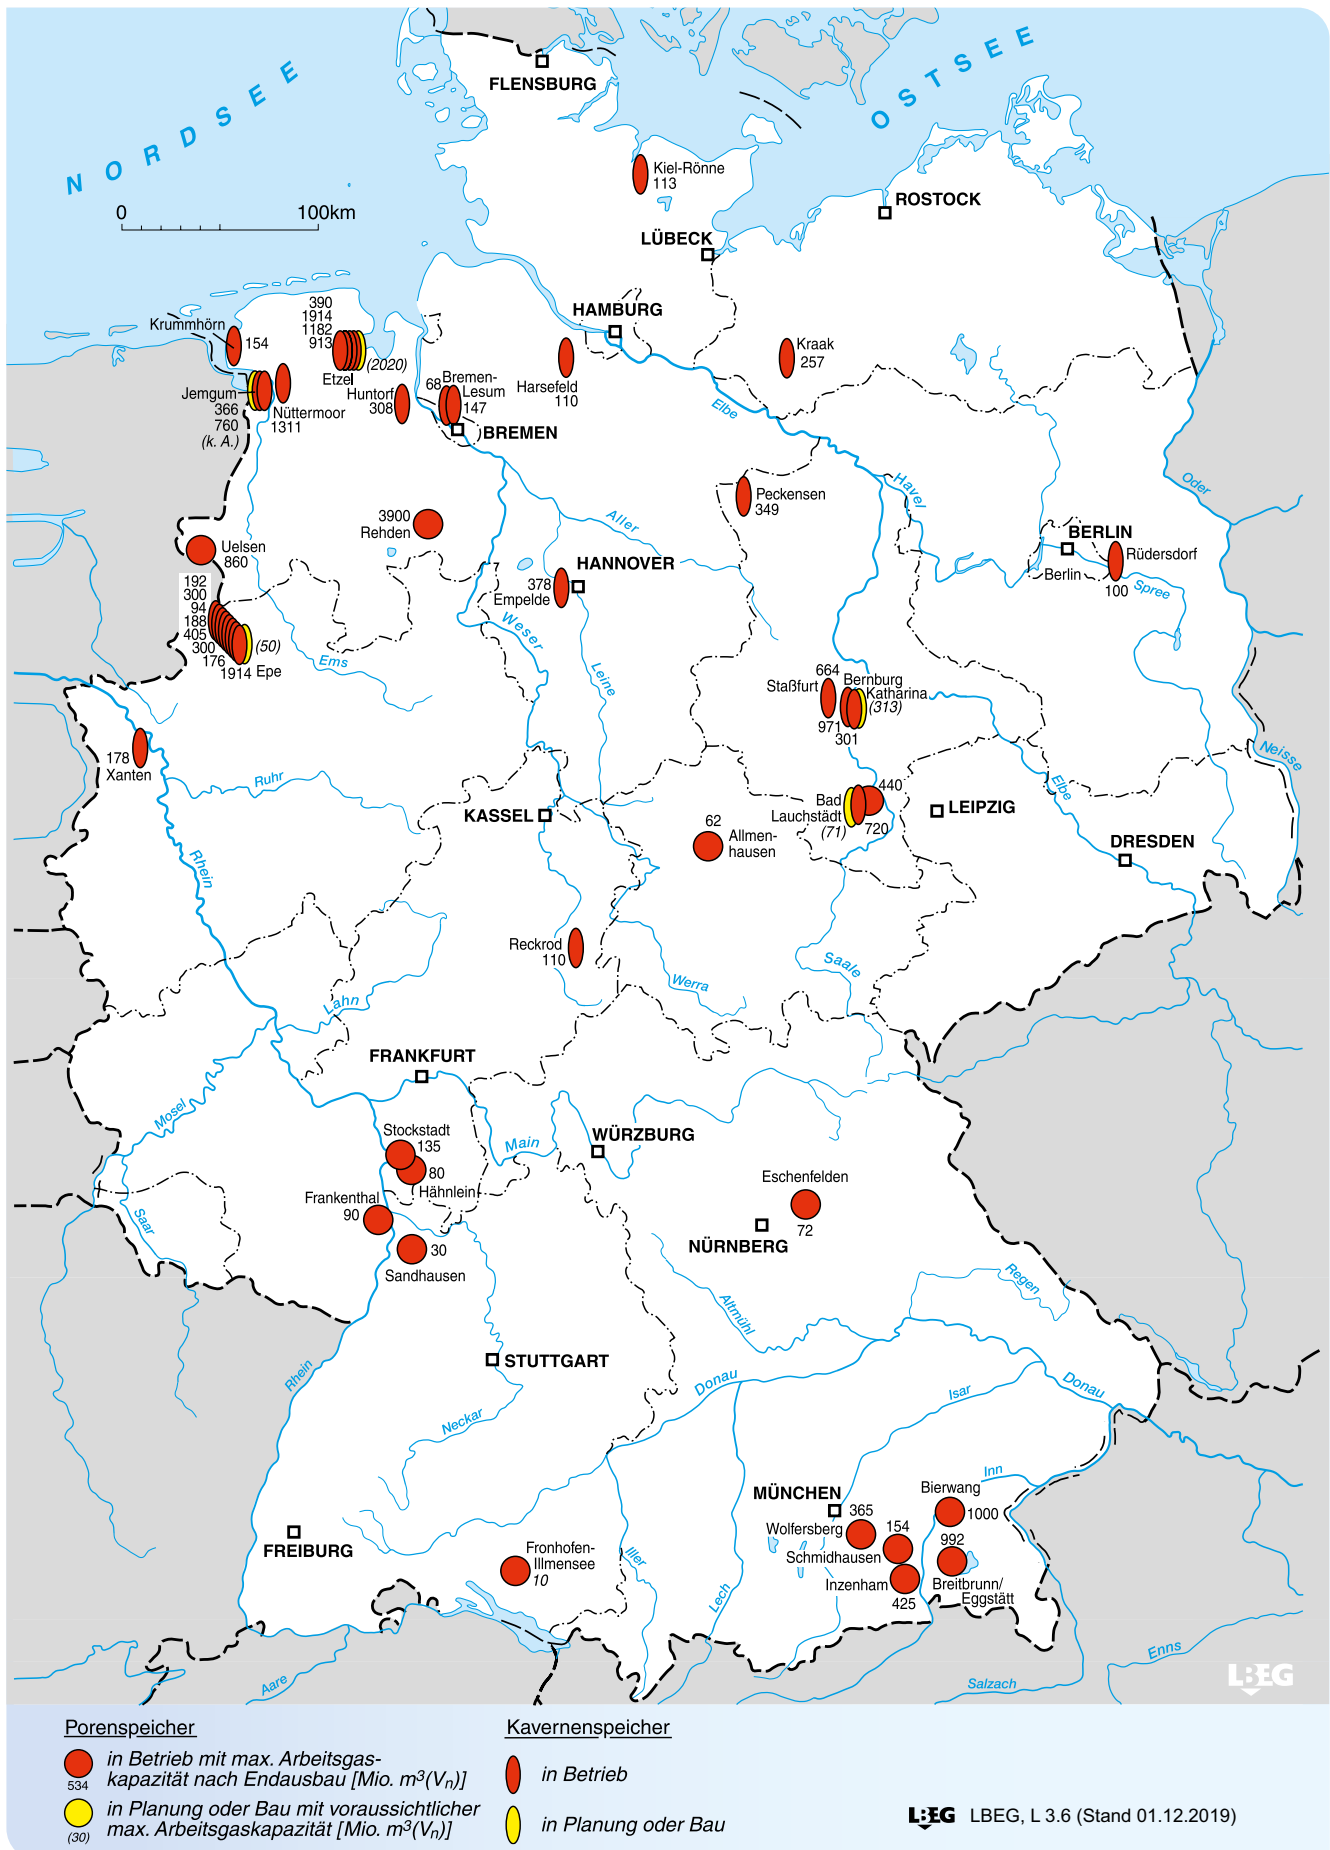 NORDSEE
OSTSEE
0 100km
FLENSBURG
Kiel-Rönne
113
ROSTOCK
LÜBECK
HAMBURG
Krummhörn
154
390
1914
1182
913
(2020)
Etzel
Jemgum
366
760
(k. A.)
Nüttermoor
1311
Huntorf
308
68
Bremen-
Lesum
147
BREMEN
Harsefeld
110
Kraak
257
Elbe
Havel
Oder
Peckensen
349
3900
Rehden
Aller
Uelsen
860
HANNOVER
378
Empelde
BERLIN
Berlin
Rüdersdorf
100
Spree
192
300
94
188
405
300
176
1914
(50)
Epe
Ems
Weser
Leine
664
Staßfurt
971
Bernburg
Katharina
(313)
301
178
Xanten
Ruhr
Neisse
Elbe
KASSEL
62
Allmen-
hausen
Bad
Lauchstädt
(71)
440
720
LEIPZIG
DRESDEN
Rhein
Reckrod
110
Werra
Saale
Lahn
FRANKFURT
Mosel
Stockstadt
135
80
Hähnlein
Main
WÜRZBURG
Frankenthal
90
30
Sandhausen
Saar
Eschenfelden
72
NÜRNBERG
Regen
Altmühl
STUTTGART
Rhein
Neckar
Donau
Isar
Donau
Inn
MÜNCHEN
365
Wolfersberg
154
Schmidhausen
Inzenham
425
Bierwang
1000
992
Breitbrunn/
Eggstätt
FREIBURG
Fronhofen-
Illmensee
10
Iller
Lech
Aare
Salzach
Enns
LBEG
Porenspeicher
in Betrieb mit max. Arbeitsgas-
kapazität nach Endausbau [Mio. m³(Vn)]
534
in Planung oder Bau mit voraussichtlicher
max. Arbeitsgaskapazität [Mio. m³(Vn)]
(30)
Kavernenspeicher
in Betrieb
in Planung oder Bau
LBEG LBEG, L 3.6 (Stand 01.12.2019)